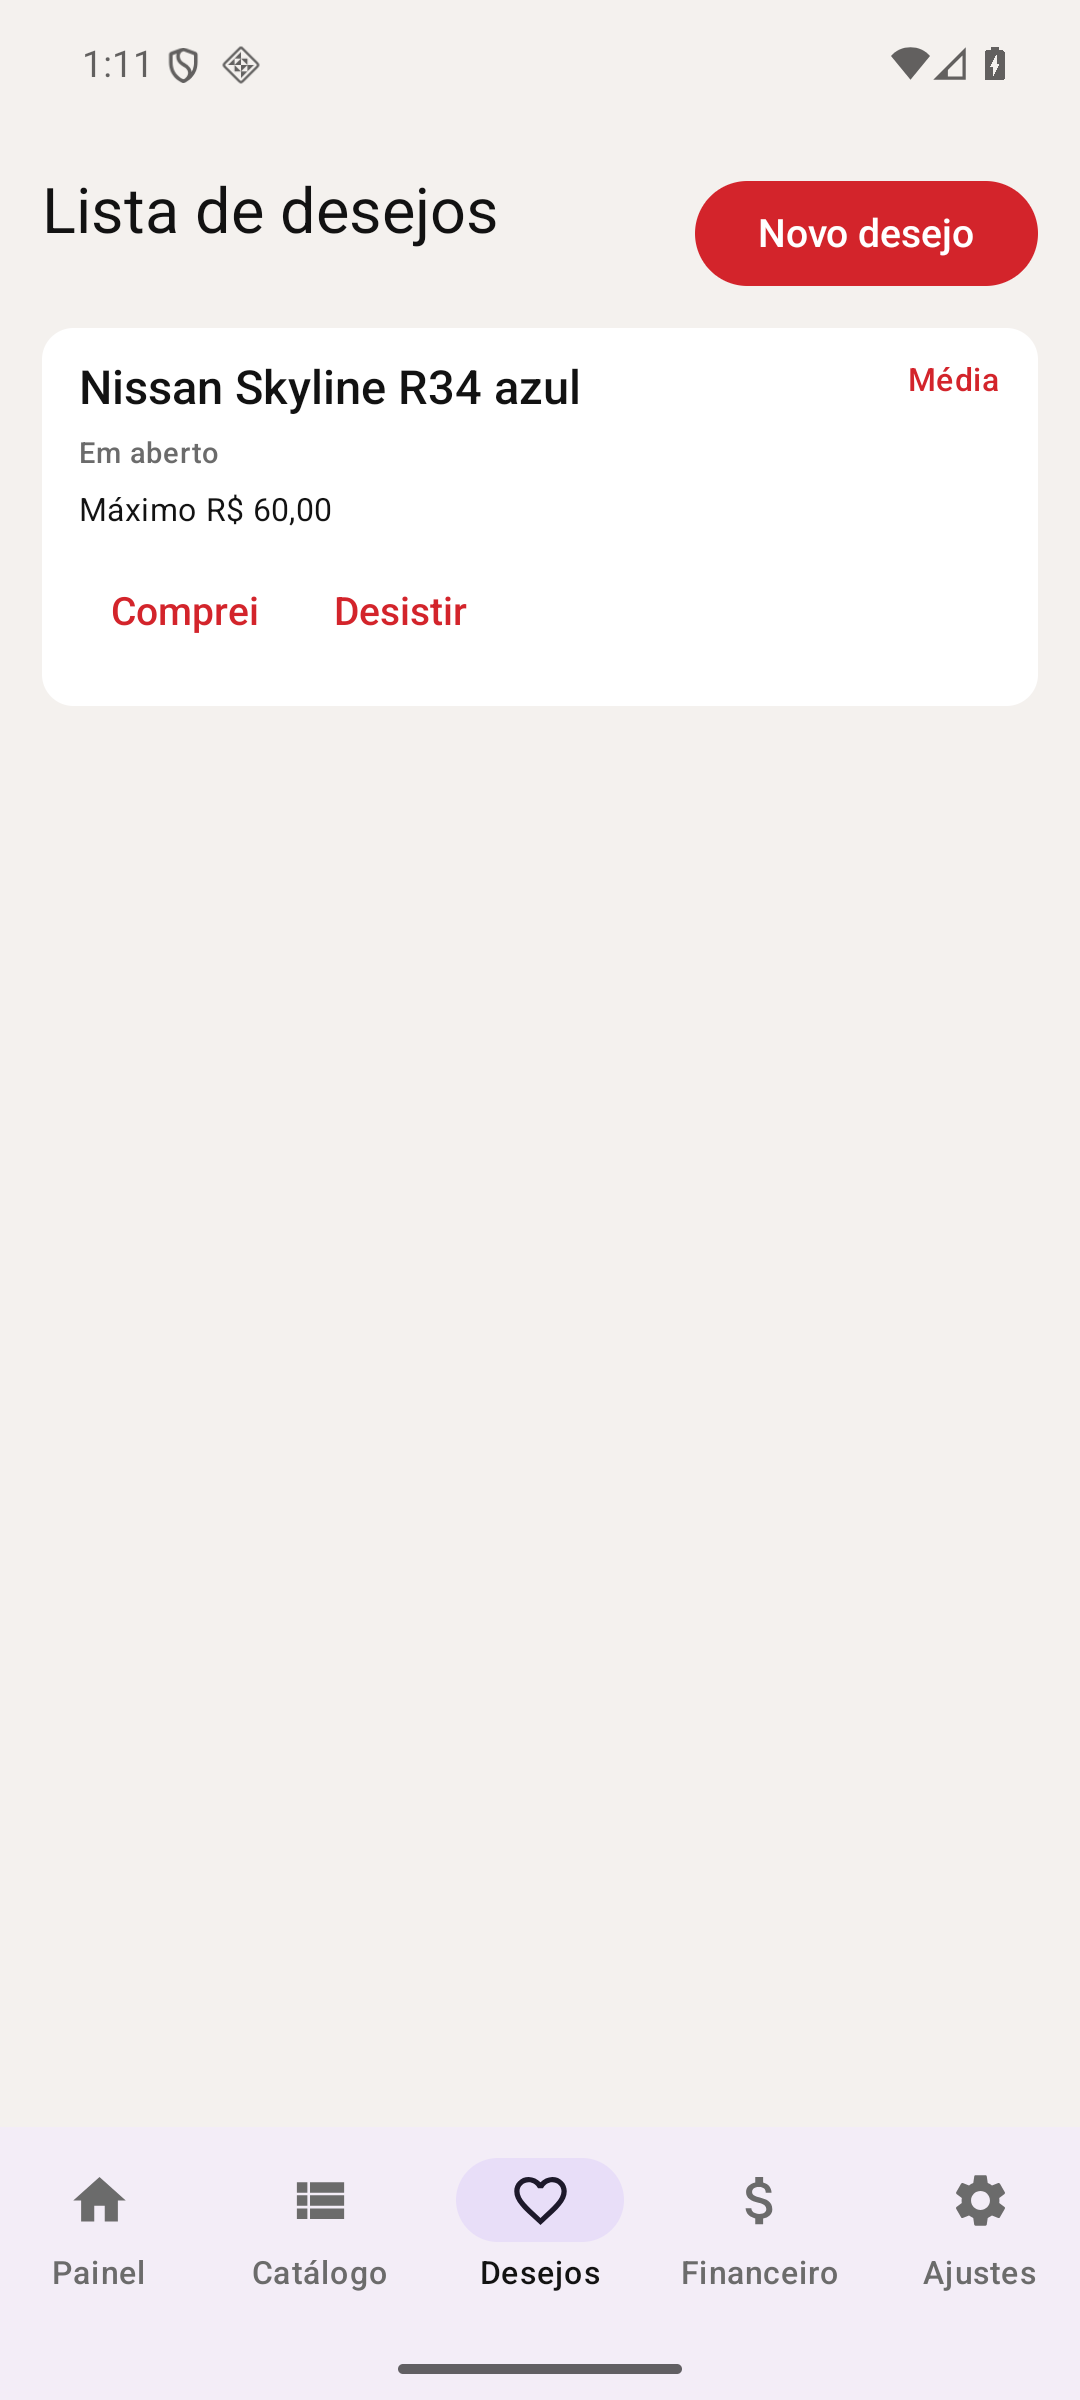 1:11
Lista de desejos
Novo desejo
Nissan Skyline R34 azul
Média
Em aberto
Máximo R$ 60,00
Comprei
Desistir
Painel
Catálogo
Desejos
Financeiro
Ajustes